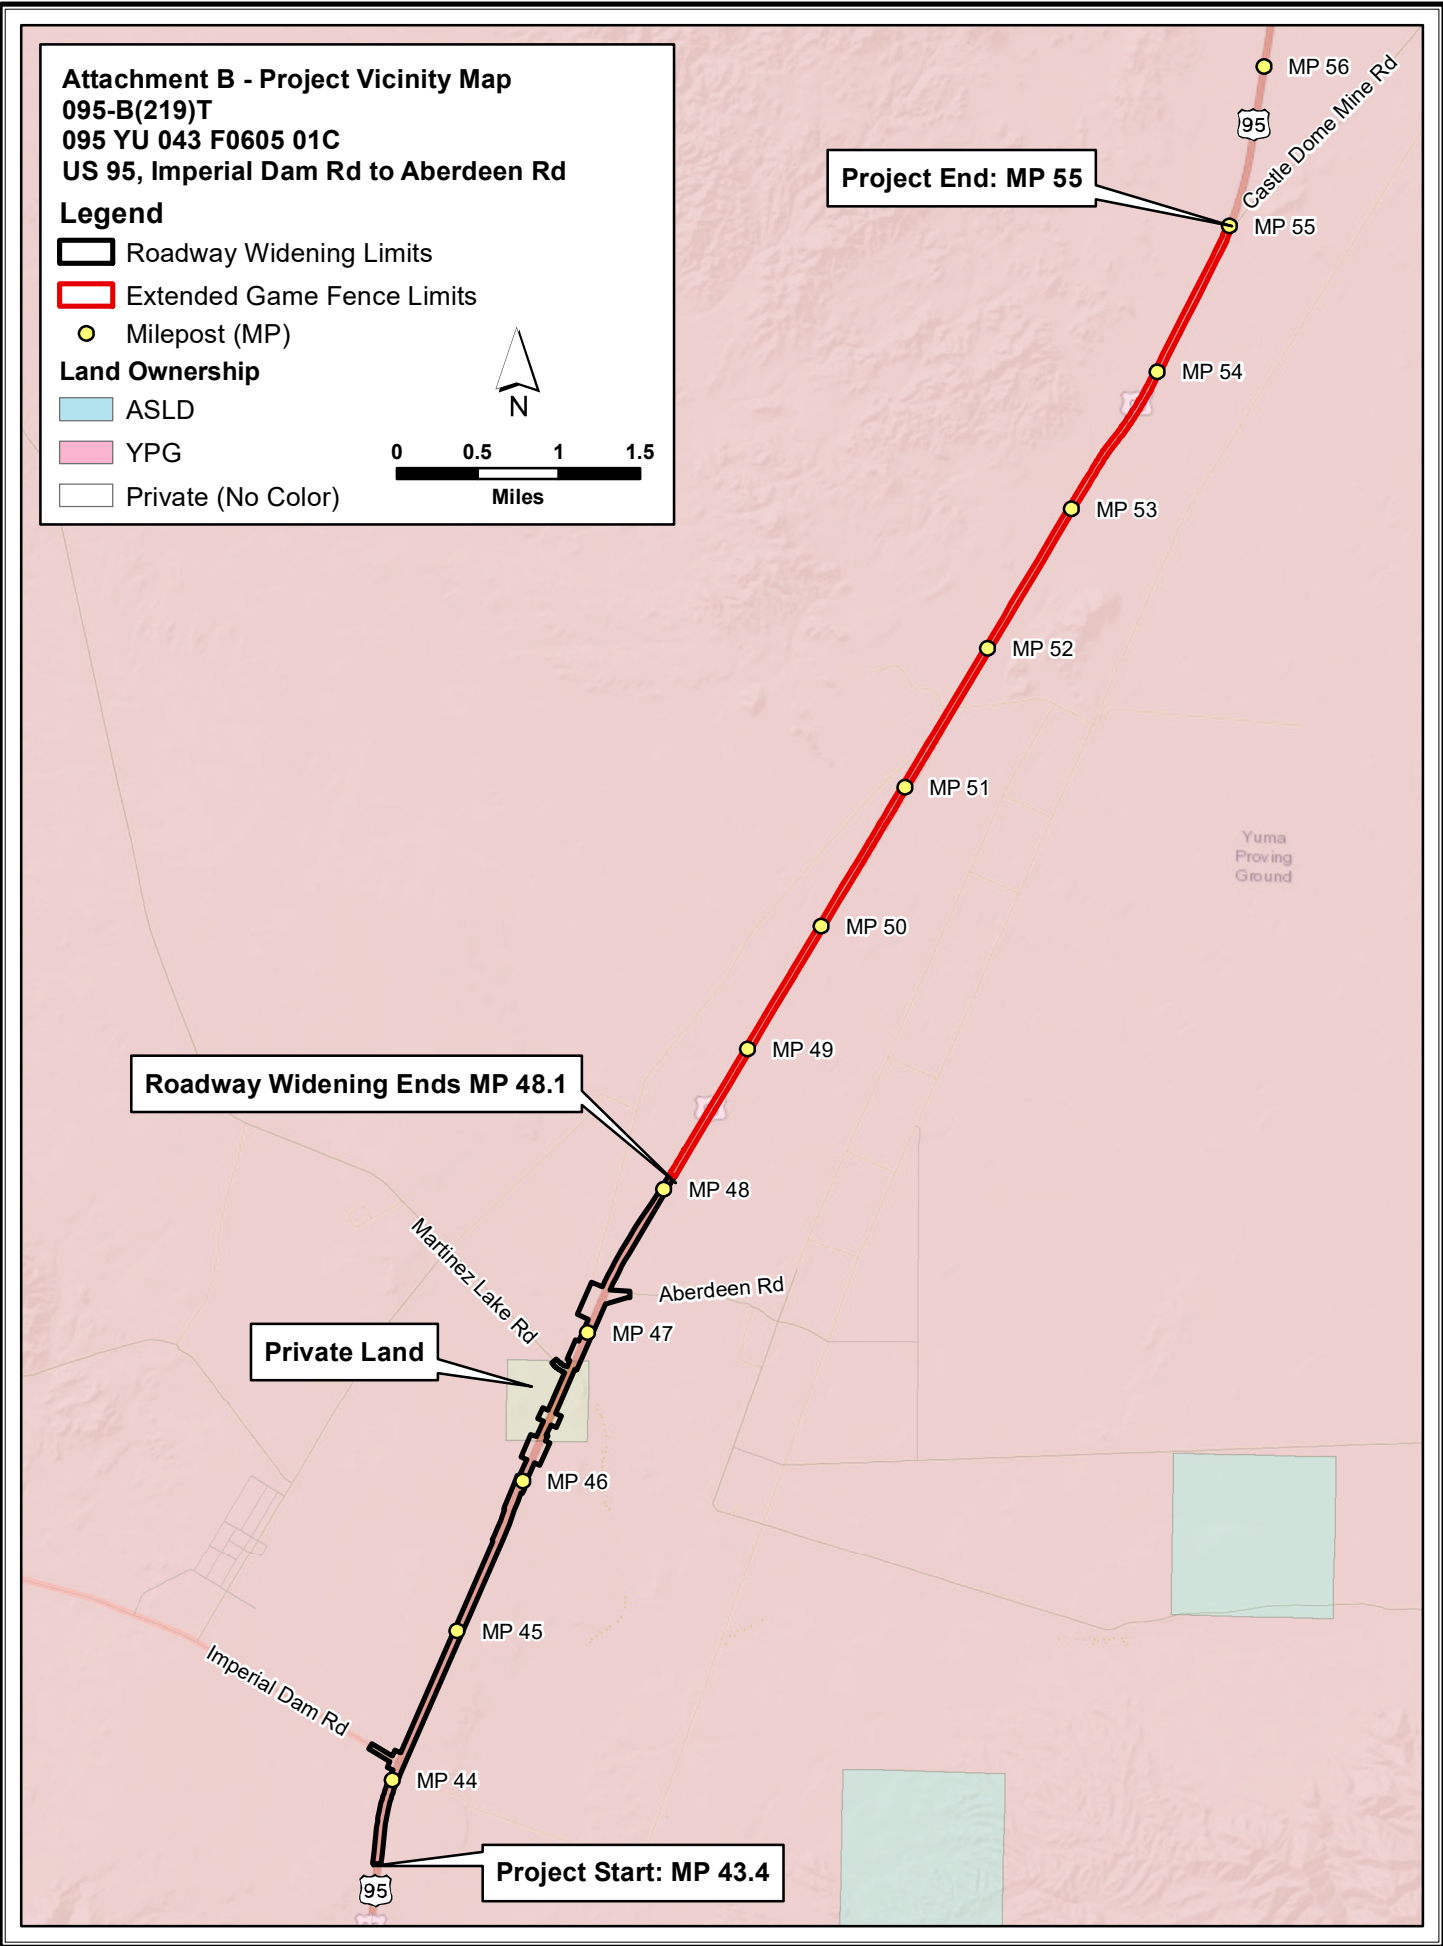 Attachment B - Project Vicinity Map
095-B(219)T
095 YU 043 F0605 01C
US 95, Imperial Dam Rd to Aberdeen Rd
Legend
Roadway Widening Limits
Extended Game Fence Limits
Milepost (MP)
Land Ownership
ASLD
YPG
Private (No Color)
N
0 0.5 1 1.5
Miles
MP 56
95
Castle Dome Mine Rd
Project End: MP 55
MP 55
MP 54
MP 53
MP 52
MP 51
Yuma
Proving
Ground
MP 50
MP 49
Roadway Widening Ends MP 48.1
MP 48
Martinez Lake Rd
Aberdeen Rd
MP 47
Private Land
MP 46
MP 45
Imperial Dam Rd
MP 44
Project Start: MP 43.4
95